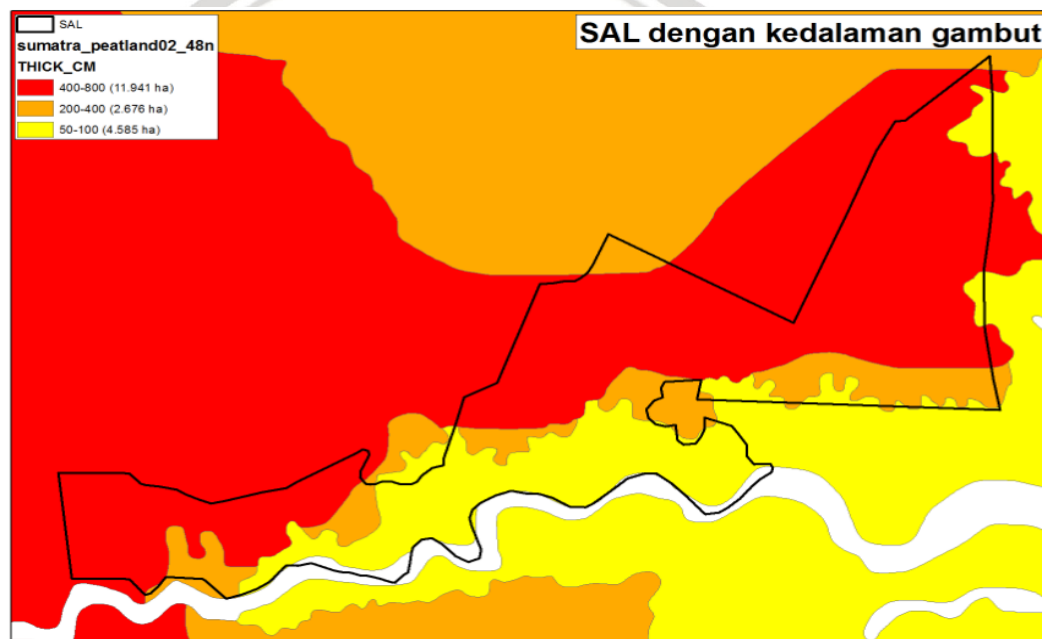 SAL dengan kedalaman gambut
SAL
sumatra_peatland02_48n
THICK_CM
400-800 (11.941 ha)
200-400 (2.676 ha)
50-100 (4.585 ha)